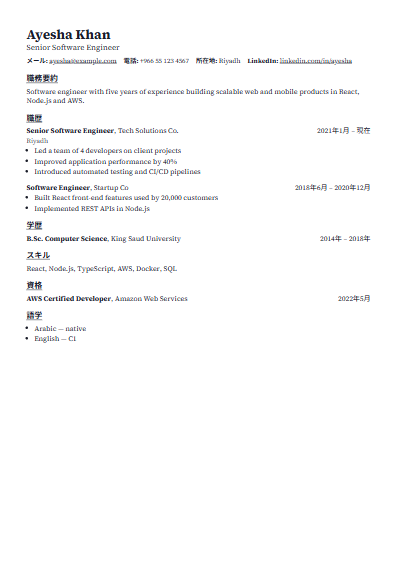 Ayesha Khan
Senior Software Engineer
メール: ayesha@example.com 電話: +966 55 123 4567 所在地: Riyadh LinkedIn: linkedin.com/in/ayesha
職務要約
Software engineer with five years of experience building scalable web and mobile products in React,
Node.js and AWS.
職歴
Senior Software Engineer, Tech Solutions Co. 2021年1月 – 現在
Riyadh
• Led a team of 4 developers on client projects
• Improved application performance by 40%
• Introduced automated testing and CI/CD pipelines
Software Engineer, Startup Co 2018年6月 – 2020年12月
• Built React front-end features used by 20,000 customers
• Implemented REST APIs in Node.js
学歴
B.Sc. Computer Science, King Saud University 2014年 – 2018年
スキル
React, Node.js, TypeScript, AWS, Docker, SQL
資格
AWS Certified Developer, Amazon Web Services 2022年5月
語学
• Arabic — native
• English — C1